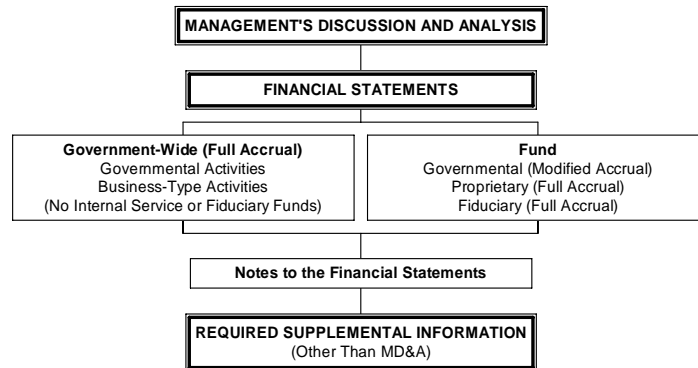 MANAGEMENT'S DISCUSSION AND ANALYSIS
FINANCIAL STATEMENTS
Government-Wide (Full Accrual)
Governmental Activities
Business-Type Activities
(No Internal Service or Fiduciary Funds)
Fund
Governmental (Modified Accrual)
Proprietary (Full Accrual)
Fiduciary (Full Accrual)
Notes to the Financial Statements
REQUIRED SUPPLEMENTAL INFORMATION
(Other Than MD&A)